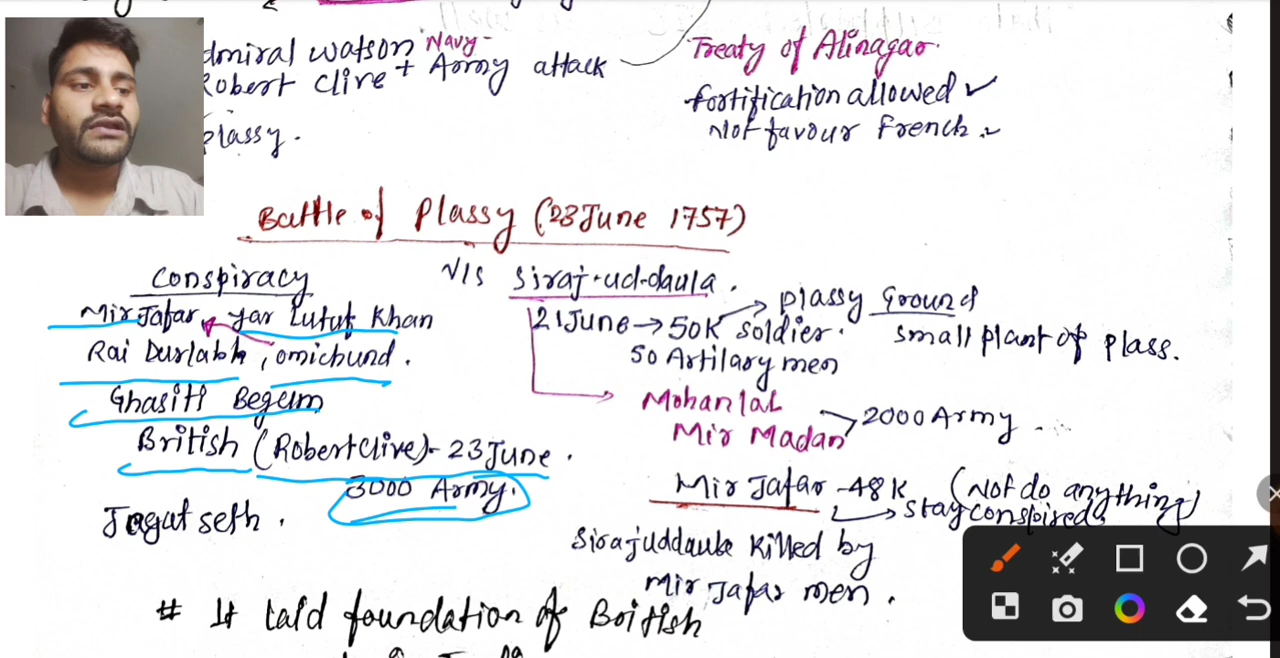 dmiral watson Navy-
Robert Clive + Army attack
Plassy.
Treaty of Alinagar.
fortification allowed ✓
Not favour French.
Battle of Plassy (23 June 1757)
Conspiracy
Mir Jafar, yar Lutuf Khan
Rai Durlabh, omichund.
Ghasiti Begum
British (Robert Clive)- 23 June.
3000 Army.
Jagat seth.
V/S Siraj-ud-daula.
21 June → 50K soldier.
50 Artilary men
→ Plassy Ground
small plant of plass.
Mohanlal
Mir Madan
2000 Army
Mir Jafar - 48K (Not do anything)
→ stay conspired
Sirajuddaula killed by
Mir Jafar men.
# It laid foundation of British